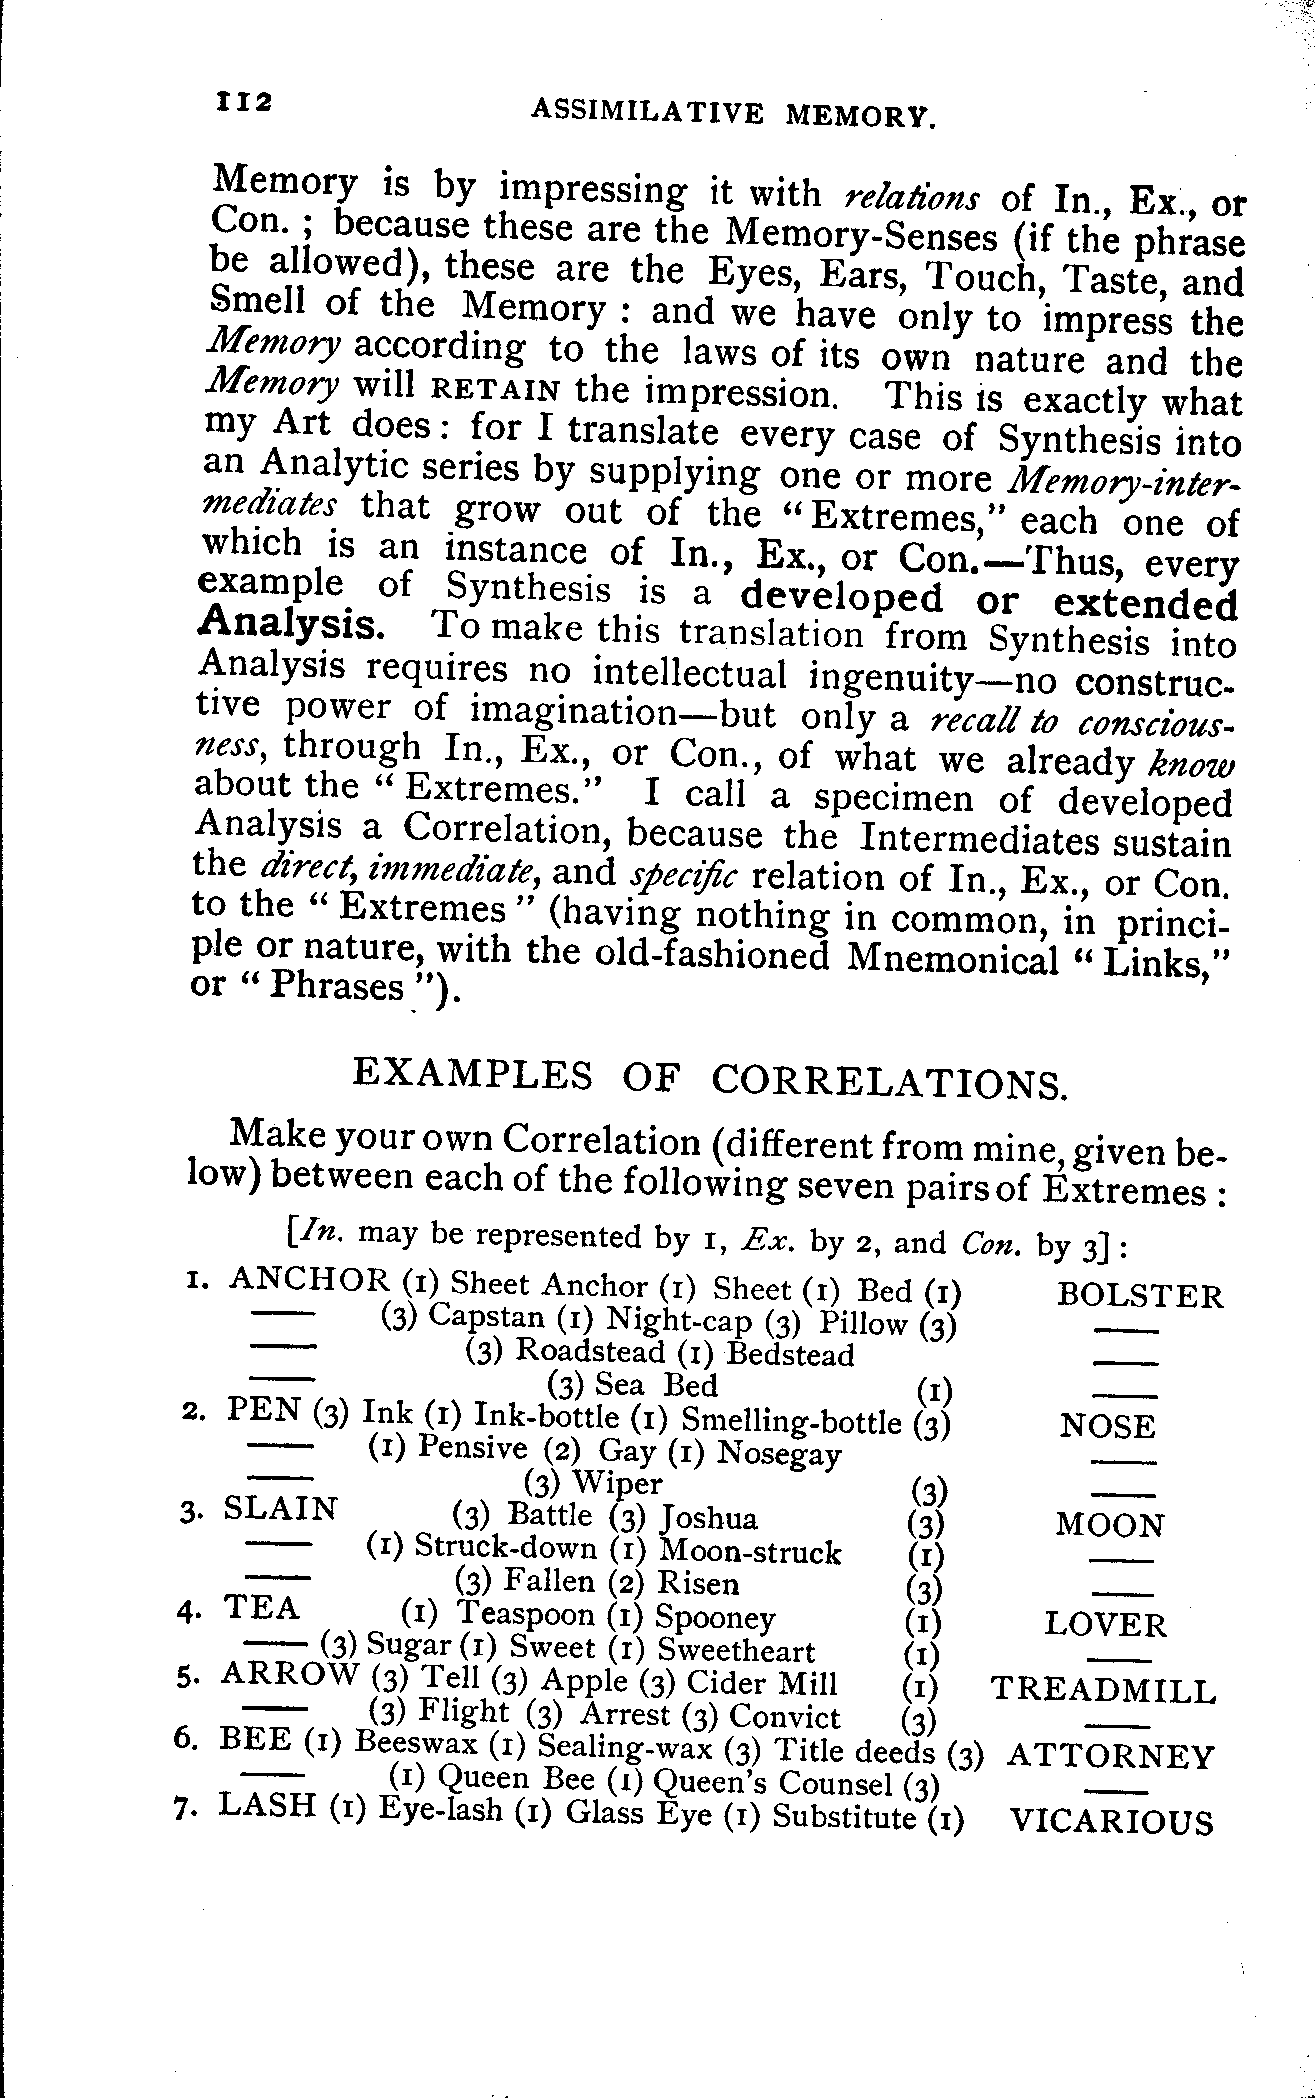 112 ASSIMILATIVE MEMORY.
Memory is by impressing it with relations of In., Ex., or
Con. ; because these are the Memory-Senses (if the phrase
be allowed), these are the Eyes, Ears, Touch, Taste, and
Smell of the Memory : and we have only to impress the
Memory according to the laws of its own nature and the
Memory will RETAIN the impression. This is exactly what
my Art does : for I translate every case of Synthesis into
an Analytic series by supplying one or more Memory-inter-
mediates that grow out of the “Extremes,” each one of
which is an instance of In., Ex., or Con.—Thus, every
example of Synthesis is a developed or extended
Analysis. To make this translation from Synthesis into
Analysis requires no intellectual ingenuity—no construc-
tive power of imagination—but only a recall to conscious-
ness, through In., Ex., or Con., of what we already know
about the “Extremes.” I call a specimen of developed
Analysis a Correlation, because the Intermediates sustain
the direct, immediate, and specific relation of In., Ex., or Con.
to the “Extremes” (having nothing in common, in princi-
ple or nature, with the old-fashioned Mnemonical “Links,”
or “Phrases”).
EXAMPLES OF CORRELATIONS.
Make your own Correlation (different from mine, given be-
low) between each of the following seven pairs of Extremes :
[In. may be represented by 1, Ex. by 2, and Con. by 3] :
1. ANCHOR (1) Sheet Anchor (1) Sheet (1) Bed (1) BOLSTER
— (3) Capstan (1) Night-cap (3) Pillow (3) —
— (3) Roadstead (1) Bedstead —
— (3) Sea Bed (1) —
2. PEN (3) Ink (1) Ink-bottle (1) Smelling-bottle (3) NOSE
— (1) Pensive (2) Gay (1) Nosegay —
— (3) Wiper (3) —
3. SLAIN (3) Battle (3) Joshua (3) MOON
— (1) Struck-down (1) Moon-struck (1) —
— (3) Fallen (2) Risen (3) —
4. TEA (1) Teaspoon (1) Spooney (1) LOVER
— (3) Sugar (1) Sweet (1) Sweetheart (1) —
5. ARROW (3) Tell (3) Apple (3) Cider Mill (1) TREADMILL
— (3) Flight (3) Arrest (3) Convict (3) —
6. BEE (1) Beeswax (1) Sealing-wax (3) Title deeds (3) ATTORNEY
— (1) Queen Bee (1) Queen's Counsel (3) —
7. LASH (1) Eye-lash (1) Glass Eye (1) Substitute (1) VICARIOUS